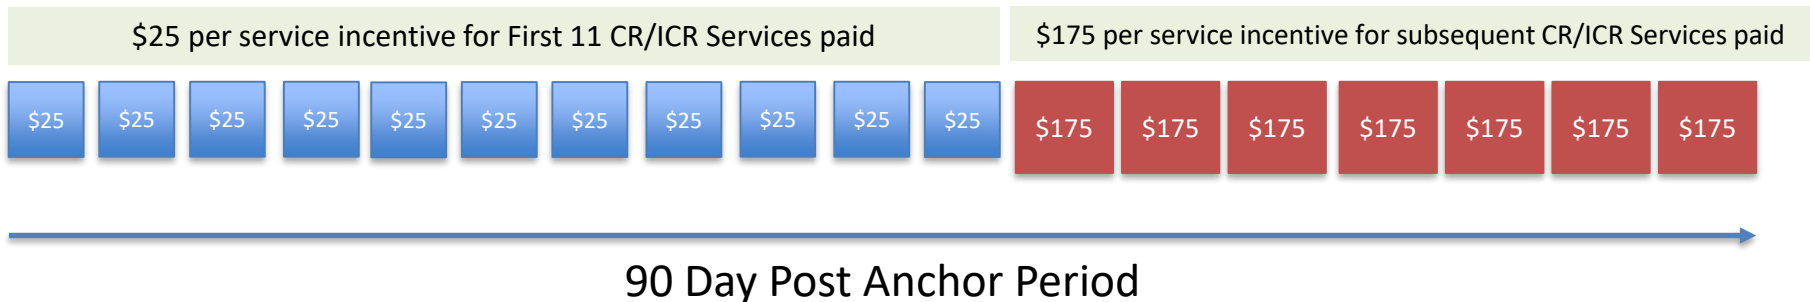 $25 per service incentive for First 11 CR/ICR Services paid
$175 per service incentive for subsequent CR/ICR Services paid
$25 $25 $25 $25 $25 $25 $25 $25 $25 $25 $25 $175 $175 $175 $175 $175 $175 $175
90 Day Post Anchor Period